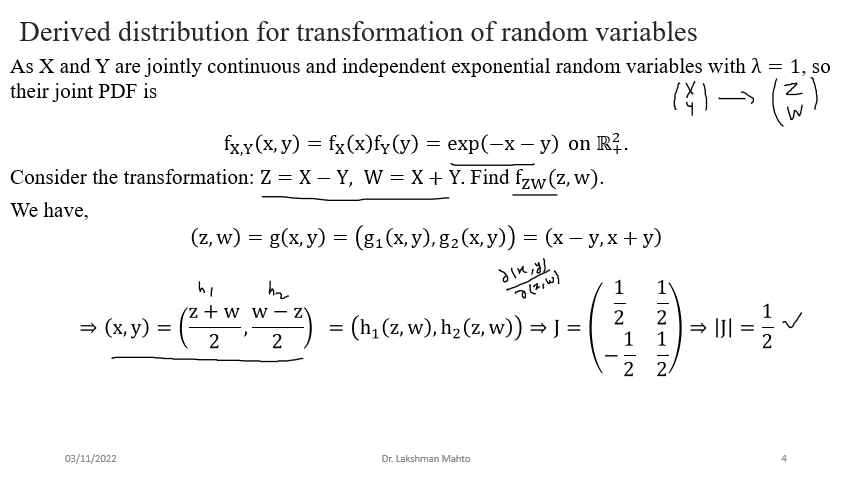 Derived distribution for transformation of random variables
As X and Y are jointly continuous and independent exponential random variables with λ = 1, so
their joint PDF is
(X Y) → (Z W)
f_{X,Y}(x, y) = f_X(x)f_Y(y) = exp(−x − y) on ℝ₊².
Consider the transformation: Z = X − Y, W = X + Y. Find f_{ZW}(z, w).
We have,
(z, w) = g(x, y) = (g₁(x, y), g₂(x, y)) = (x − y, x + y)
h₁ h₂ ∂(x,y)/∂(z,w)
⇒ (x, y) = ((z + w)/2, (w − z)/2) = (h₁(z, w), h₂(z, w)) ⇒ J = (1/2 1/2 −1/2 1/2) ⇒ |J| = 1/2 ✓
03/11/2022 Dr. Lakshman Mahto 4